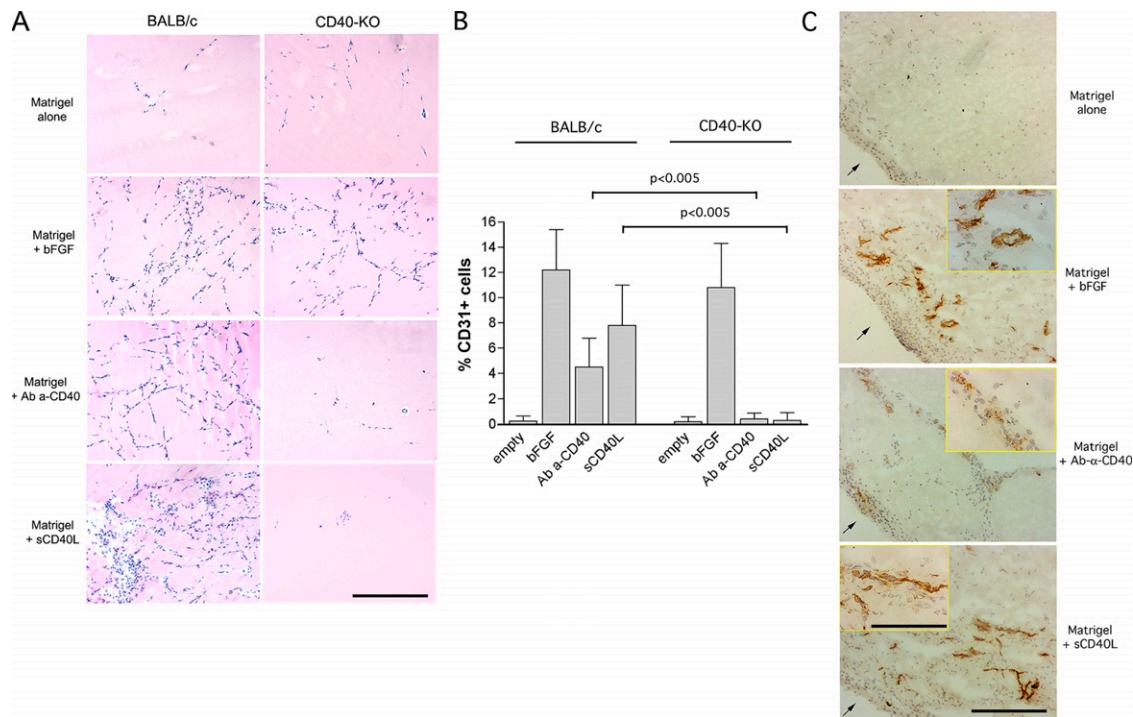 A
BALB/c
CD40-KO
Matrigel
alone
Matrigel
+ bFGF
Matrigel
+ Ab a-CD40
Matrigel
+ sCD40L
B
BALB/c
CD40-KO
p<0.005
p<0.005
% CD31+ cells
16
14
12
10
8
6
4
2
0
empty
bFGF
Ab a-CD40
sCD40L
empty
bFGF
Ab a-CD40
sCD40L
C
Matrigel
alone
Matrigel
+ bFGF
Matrigel
+ Ab-α-CD40
Matrigel
+ sCD40L